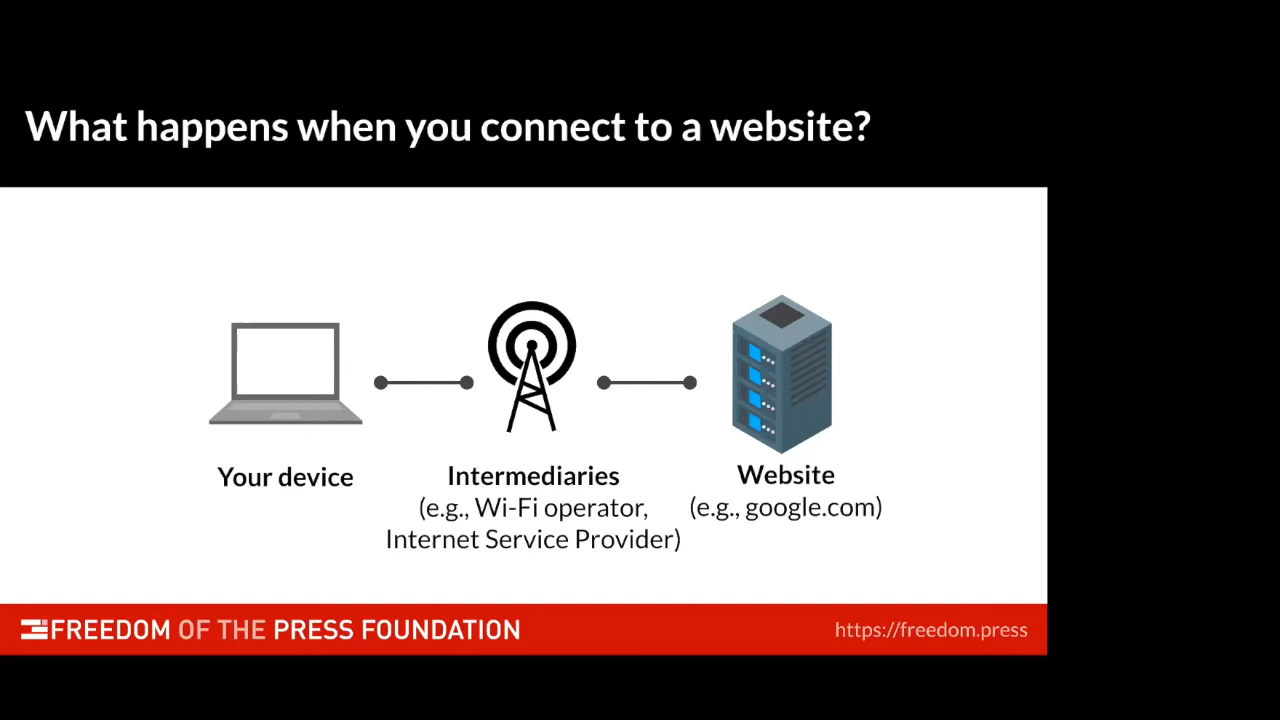 What happens when you connect to a website?
Your device
Intermediaries
(e.g., Wi-Fi operator,
Internet Service Provider)
Website
(e.g., google.com)
FREEDOM OF THE PRESS FOUNDATION
https://freedom.press